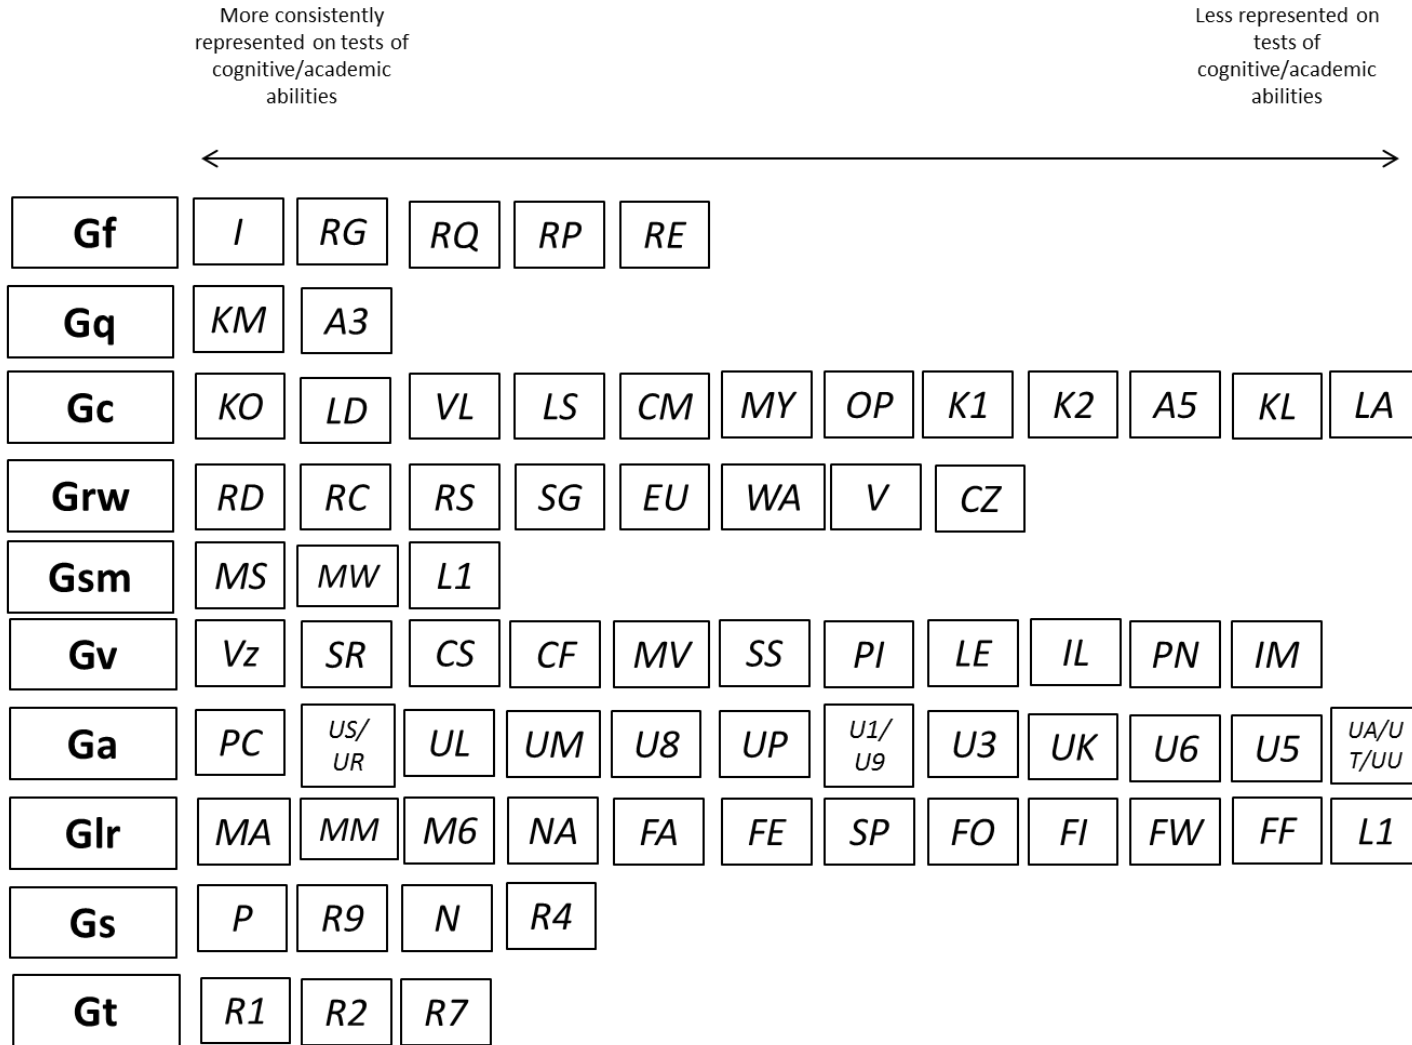 More consistently
represented on tests of
cognitive/academic
abilities
Less represented on
tests of
cognitive/academic
abilities
Gf I RG RQ RP RE
Gq KM A3
Gc KO LD VL LS CM MY OP K1 K2 A5 KL LA
Grw RD RC RS SG EU WA V CZ
Gsm MS MW L1
Gv Vz SR CS CF MV SS PI LE IL PN IM
Ga PC US/ UR UL UM U8 UP U1/ U9 U3 UK U6 U5 UA/U T/UU
Glr MA MM M6 NA FA FE SP FO FI FW FF L1
Gs P R9 N R4
Gt R1 R2 R7